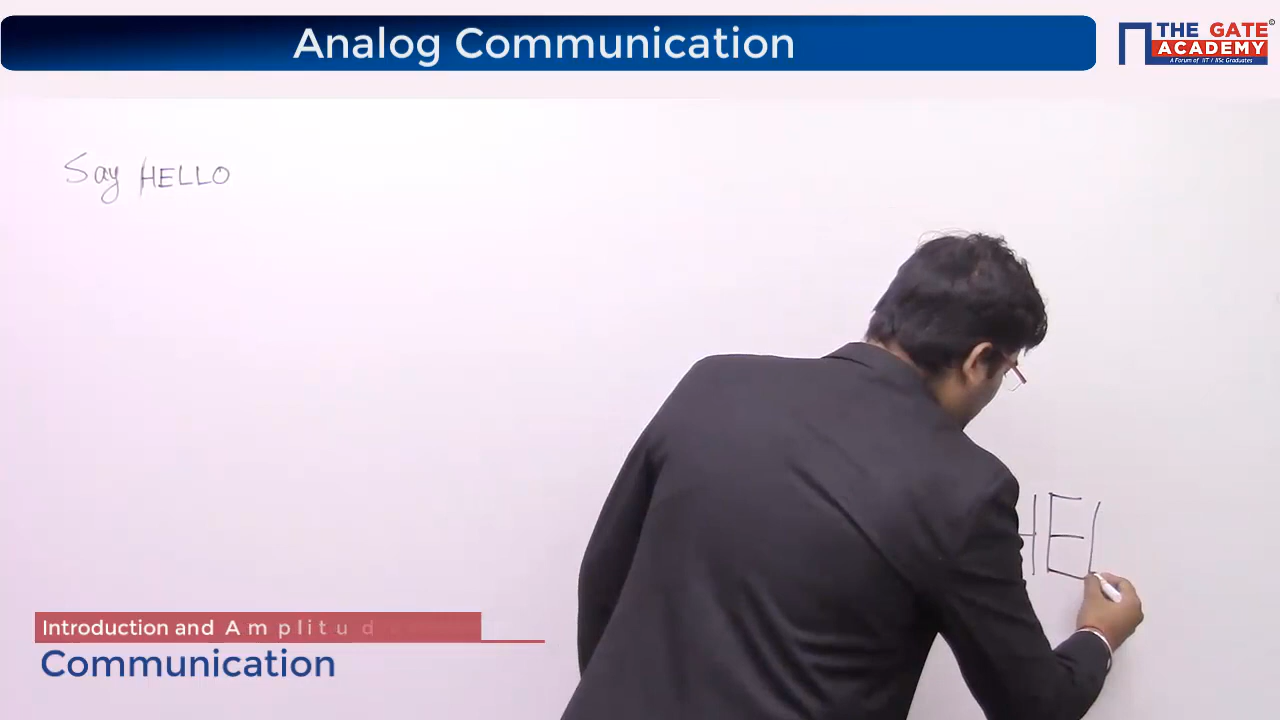 Analog Communication
THE GATE
ACADEMY
A Forum of IIT / IISc Graduates
Say HELLO
HEL
Introduction and Amplitud
Communication